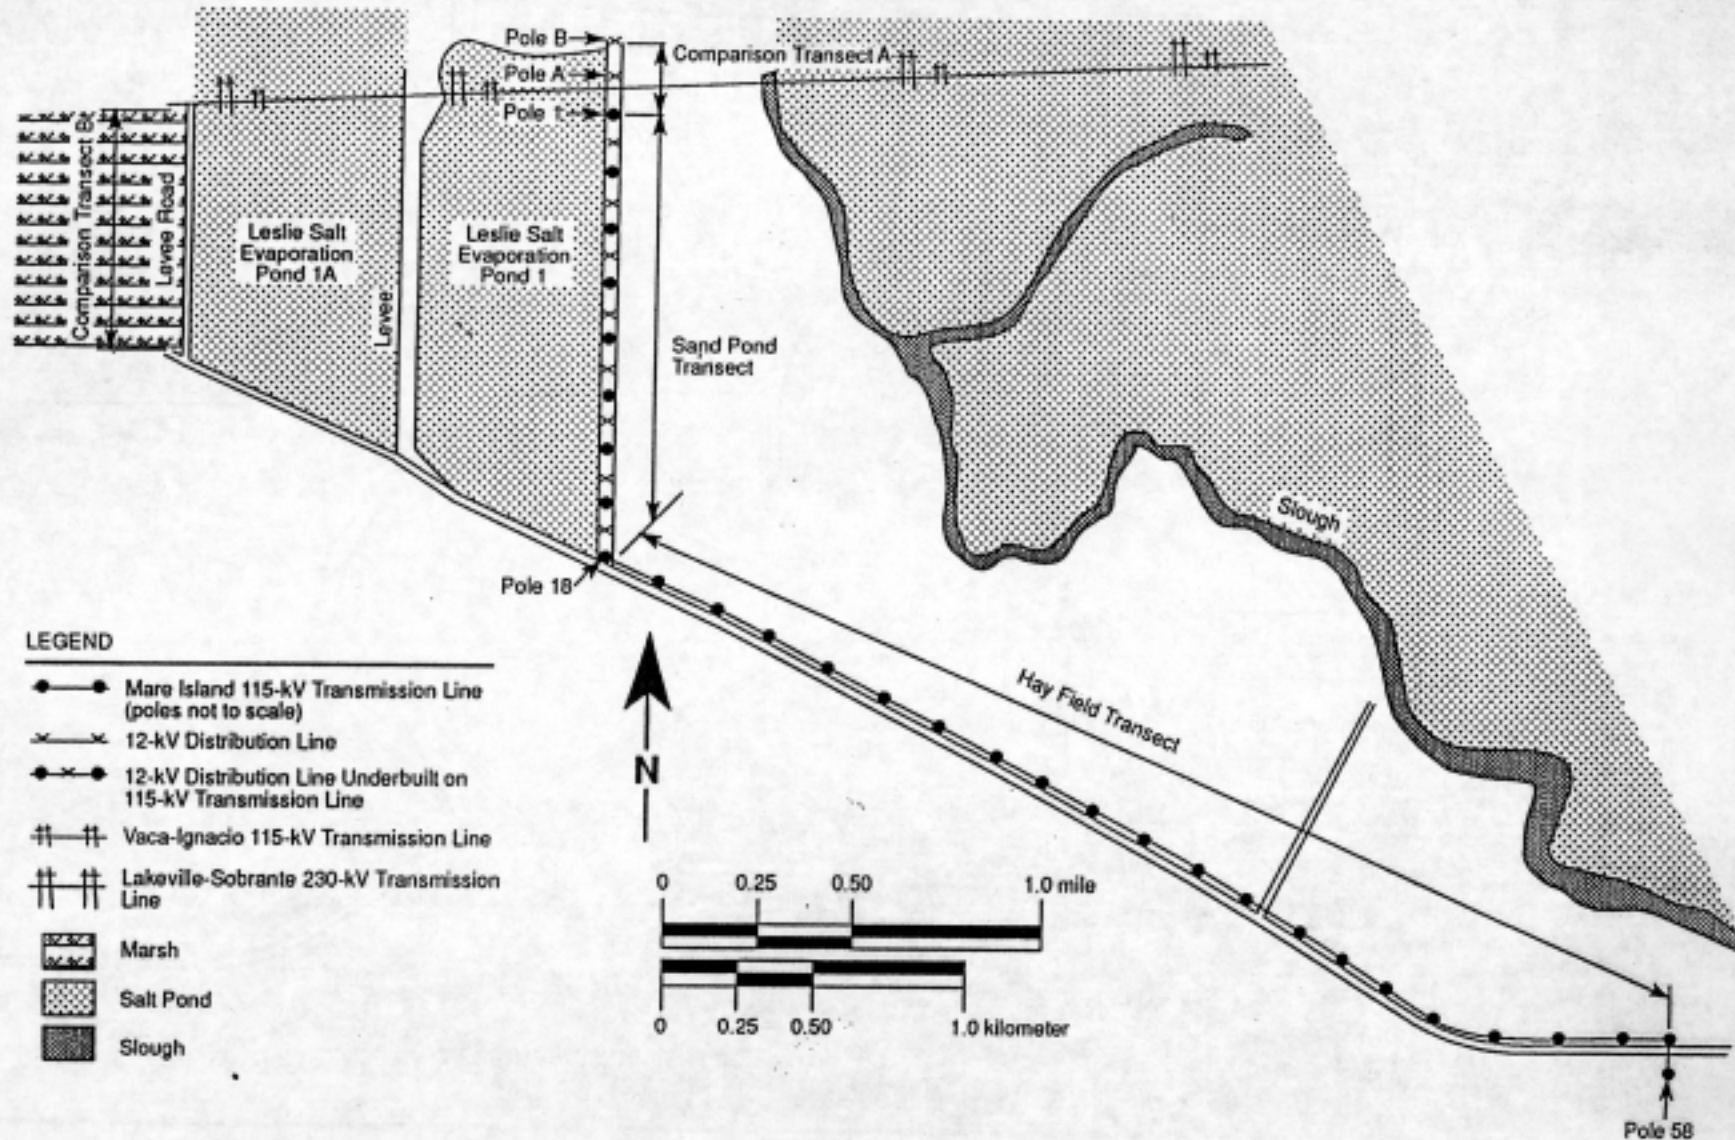 Pole B
Comparison Transect A
Pole A
Pole 1
Comparison Transect B
Levee Road
Leslie Salt
Evaporation
Pond 1A
Levee
Leslie Salt
Evaporation
Pond 1
Sand Pond
Transect
Slough
Pole 18
Hay Field Transect
LEGEND
Mare Island 115-kV Transmission Line
(poles not to scale)
12-kV Distribution Line
12-kV Distribution Line Underbuilt on
115-kV Transmission Line
Vaca-Ignacio 115-kV Transmission Line
Lakeville-Sobrante 230-kV Transmission
Line
Marsh
Salt Pond
Slough
N
0 0.25 0.50 1.0 mile
0 0.25 0.50 1.0 kilometer
Pole 58